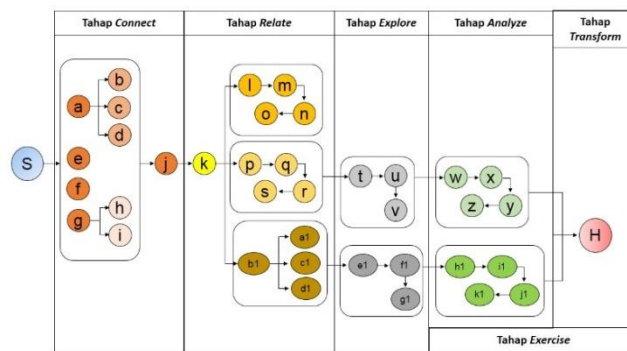 Tahap Connect
Tahap Relate
Tahap Explore
Tahap Analyze
Tahap
Transform
S
a
b
c
d
e
f
g
h
i
j
k
l
m
n
o
p
q
r
s
b1
a1
c1
d1
t
u
v
e1
f1
g1
w
x
y
z
h1
i1
j1
k1
H
Tahap Exercise